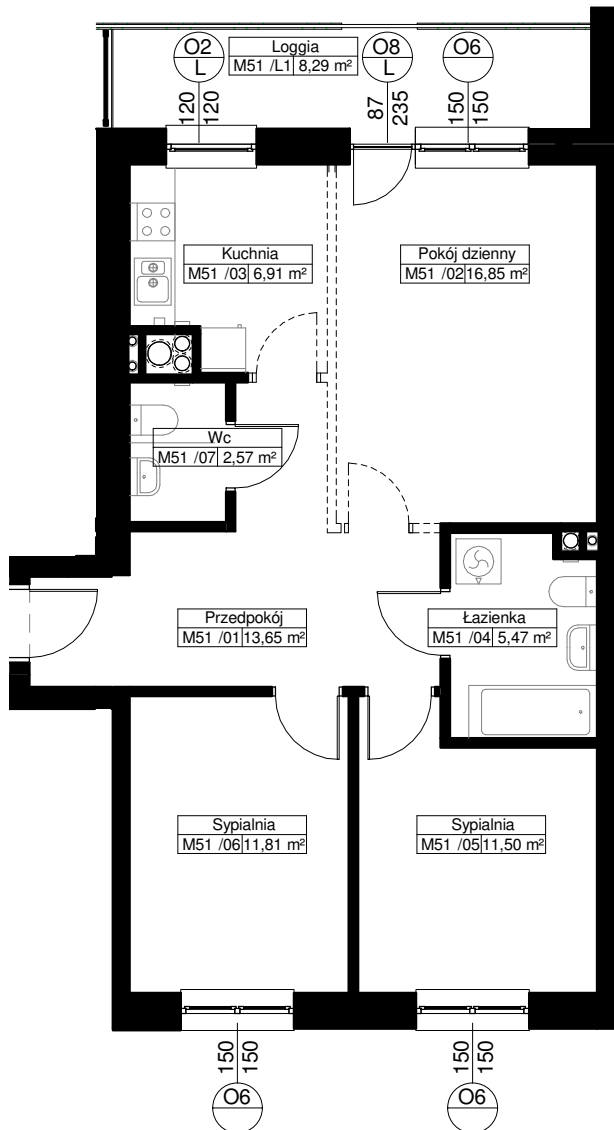 O2
L
Loggia
M51 /L1 8,29 m²
O8
L
O6
120
120
87
235
150
150
Kuchnia
M51 /03 6,91 m²
Pokój dzienny
M51 /02 16,85 m²
Wc
M51 /07 2,57 m²
Przedpokój
M51 /01 13,65 m²
Łazienka
M51 /04 5,47 m²
Sypialnia
M51 /06 11,81 m²
Sypialnia
M51 /05 11,50 m²
150
150
150
150
O6
O6